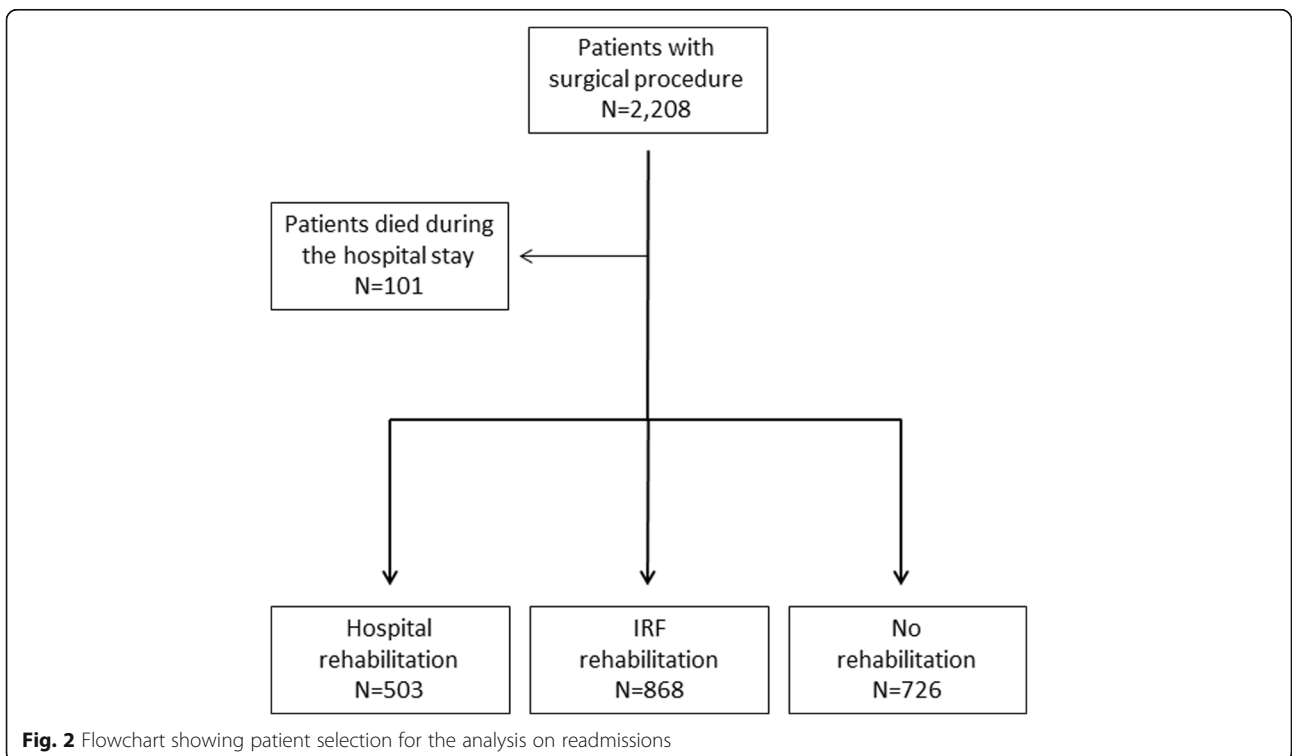 Patients with
surgical procedure
N=2,208
Patients died during
the hospital stay
N=101
Hospital
rehabilitation
N=503
IRF
rehabilitation
N=868
No
rehabilitation
N=726
Fig. 2 Flowchart showing patient selection for the analysis on readmissions